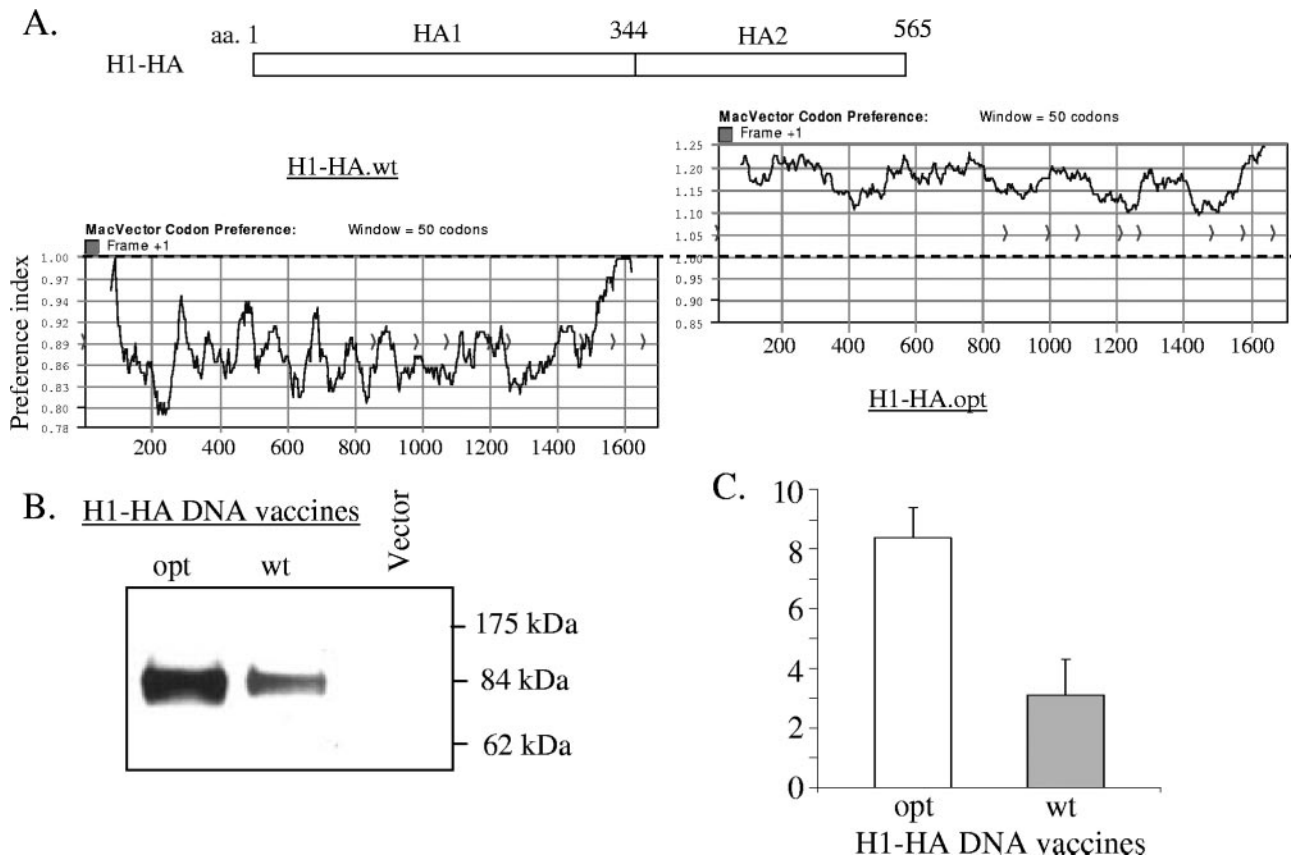 A.
aa. 1 HA1 344 HA2 565
H1-HA
H1-HA.wt
MacVector Codon Preference: Window = 50 codons
Frame +1
Preference index
1.00
0.97
0.94
0.92
0.89
0.86
0.83
0.80
0.78
200 400 600 800 1000 1200 1400 1600
MacVector Codon Preference: Window = 50 codons
Frame +1
1.25
1.20
1.15
1.10
1.05
1.00
0.95
0.90
0.85
200 400 600 800 1000 1200 1400 1600
H1-HA.opt
B. H1-HA DNA vaccines
opt wt Vector
175 kDa
84 kDa
62 kDa
C.
10
8
6
4
2
0
opt wt
H1-HA DNA vaccines